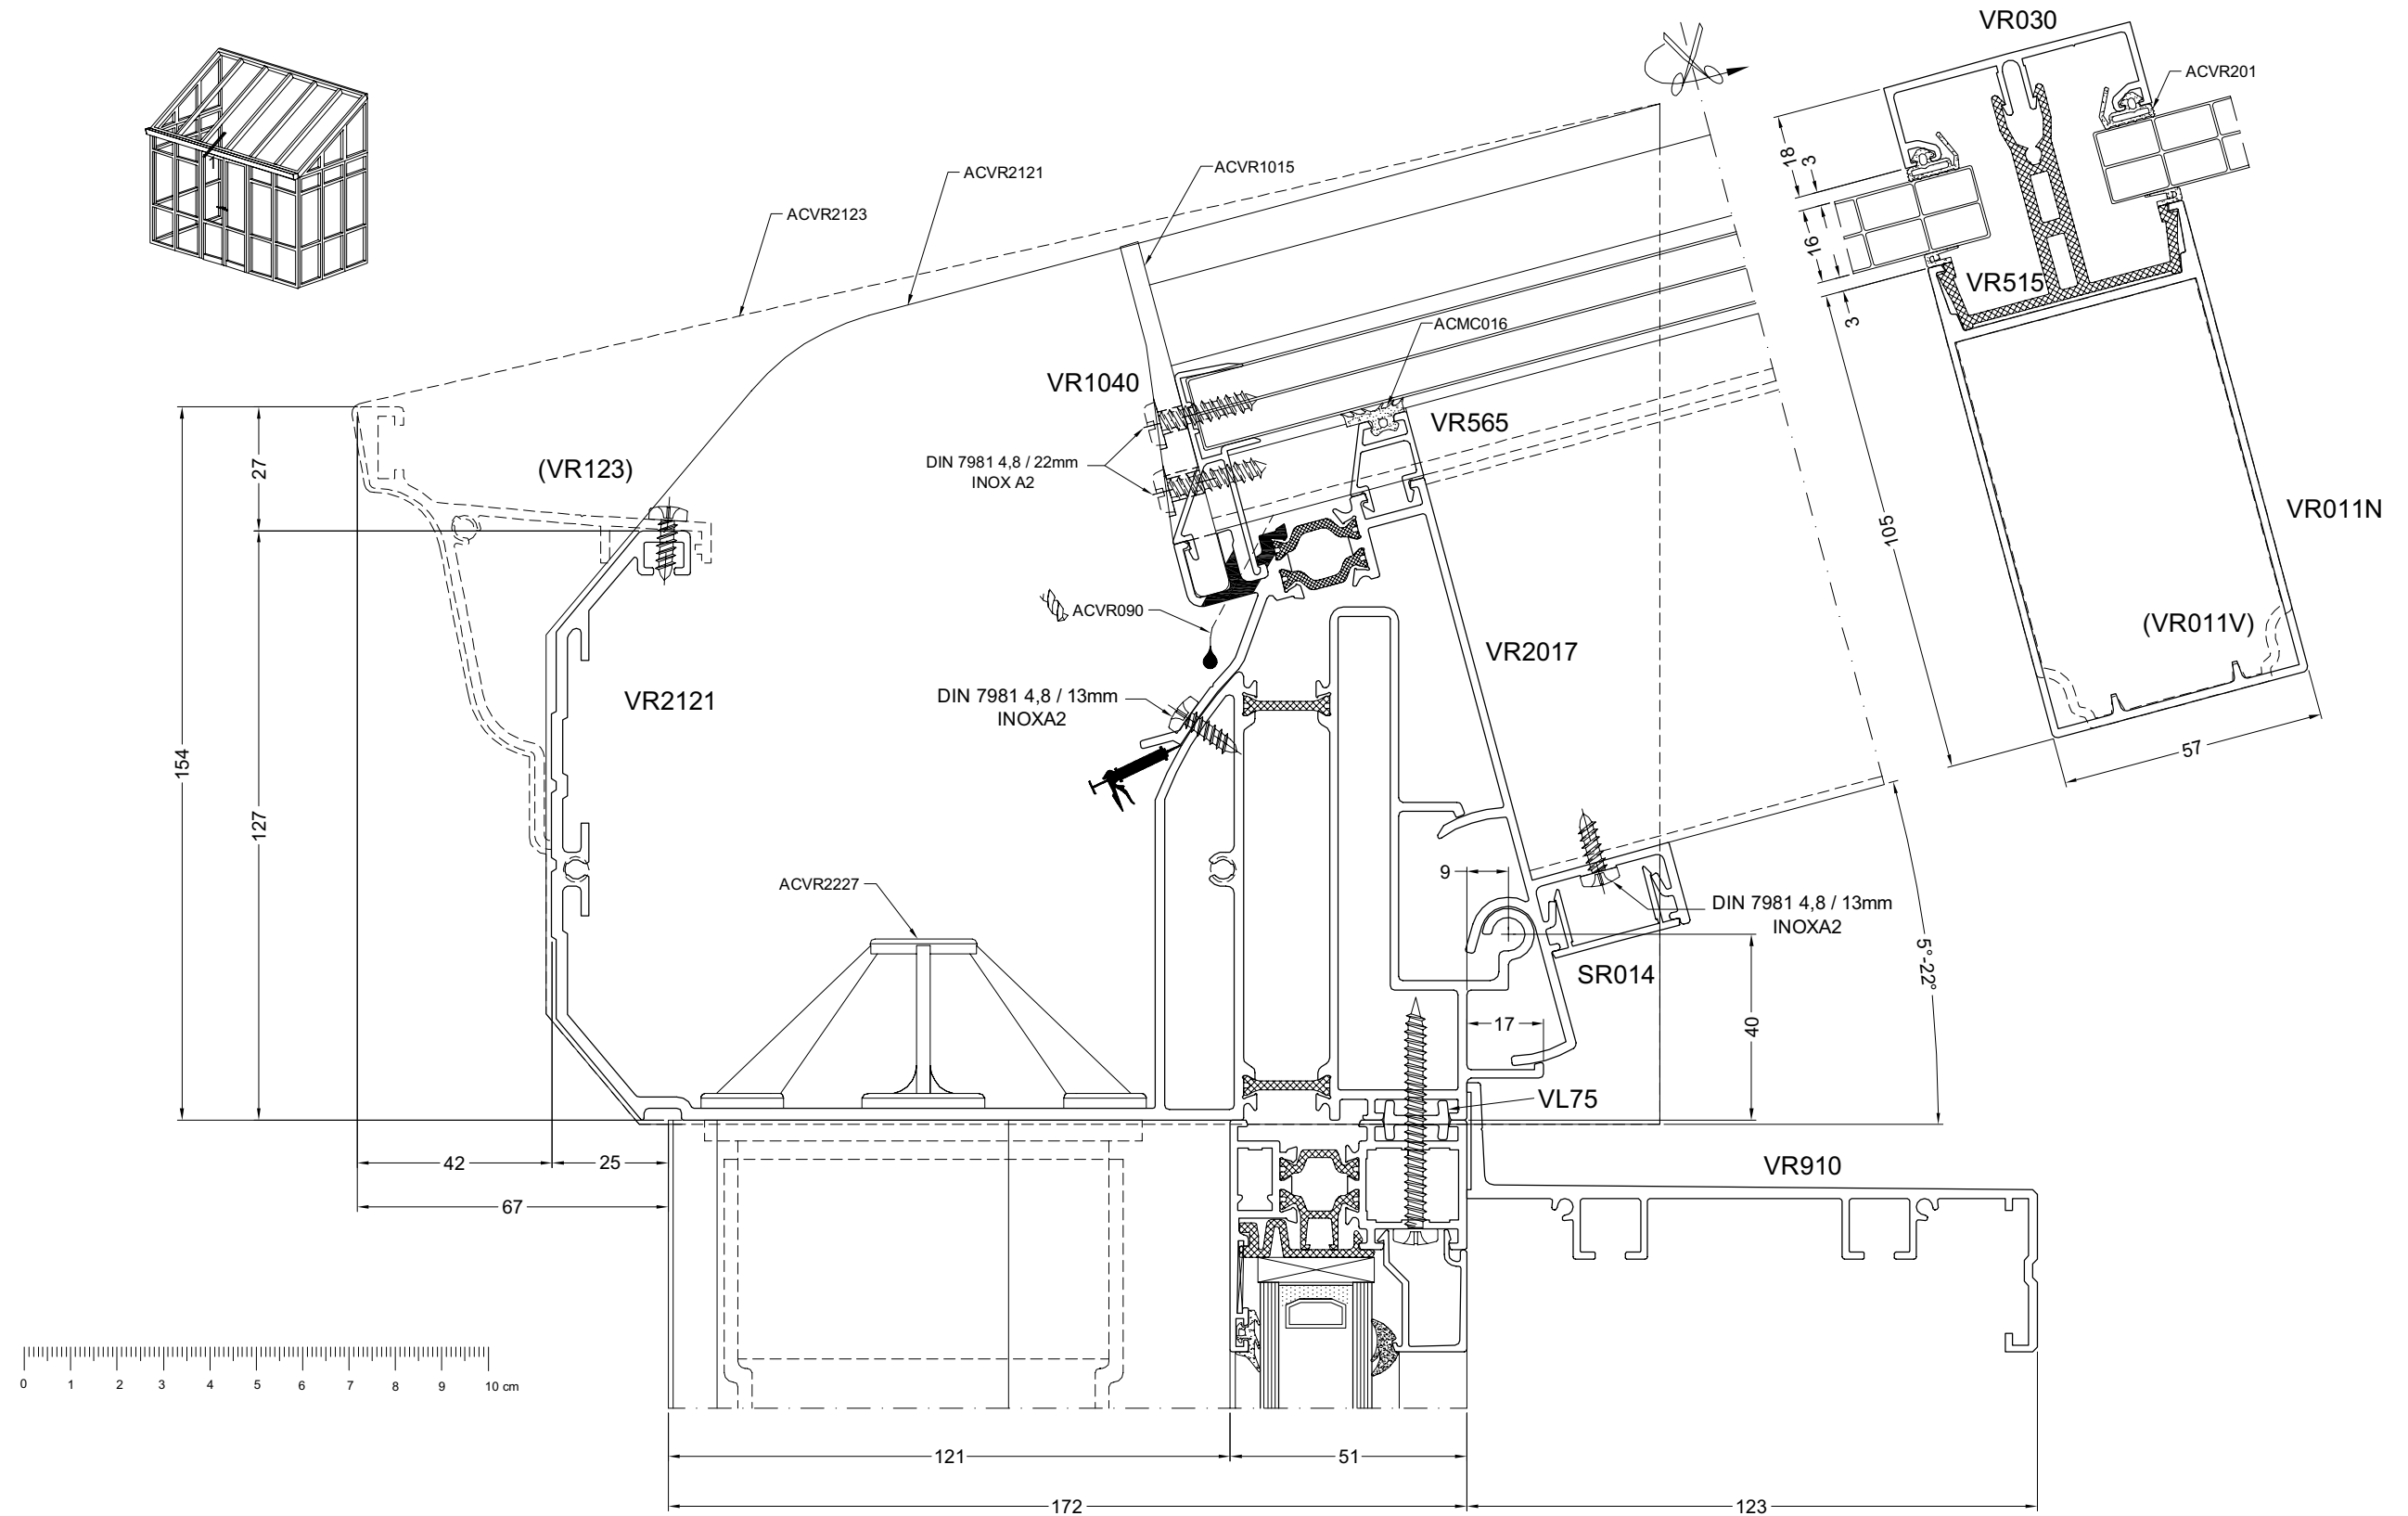 VR030
ACVR201
ACVR1015
ACVR2121
ACVR2123
18
3
16
3
VR515
ACMC016
VR1040
VR565
DIN 7981 4,8 / 22mm
INOX A2
(VR123)
27
VR011N
105
ACVR090
(VR011V)
VR2017
DIN 7981 4,8 / 13mm
INOXA2
VR2121
57
154
127
9
ACVR2227
DIN 7981 4,8 / 13mm
INOXA2
5°-22°
SR014
17
40
VL75
42
25
VR910
67
0 1 2 3 4 5 6 7 8 9 10 cm
121
51
172
123